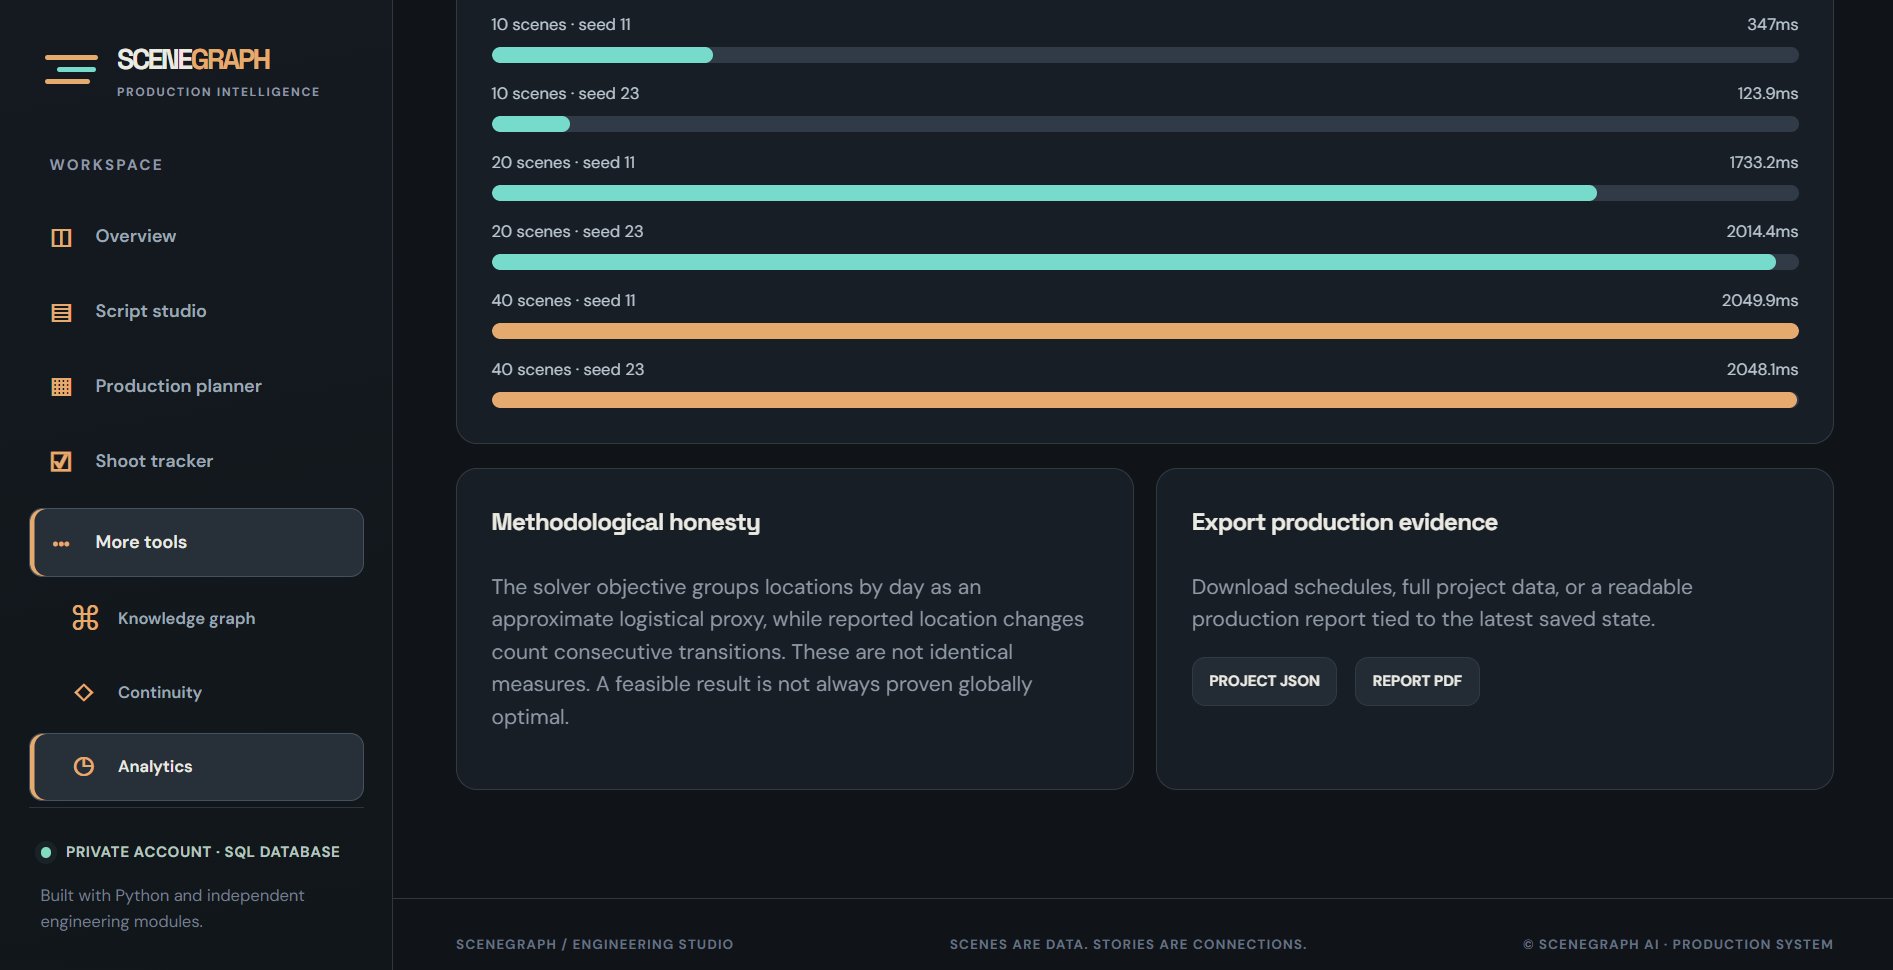 SCENEGRAPH
PRODUCTION INTELLIGENCE
WORKSPACE
Overview
Script studio
Production planner
Shoot tracker
More tools
Knowledge graph
Continuity
Analytics
PRIVATE ACCOUNT · SQL DATABASE
Built with Python and independent
engineering modules.
10 scenes · seed 11 347ms
10 scenes · seed 23 123.9ms
20 scenes · seed 11 1733.2ms
20 scenes · seed 23 2014.4ms
40 scenes · seed 11 2049.9ms
40 scenes · seed 23 2048.1ms
Methodological honesty
The solver objective groups locations by day as an
approximate logistical proxy, while reported location changes
count consecutive transitions. These are not identical
measures. A feasible result is not always proven globally
optimal.
Export production evidence
Download schedules, full project data, or a readable
production report tied to the latest saved state.
PROJECT JSON REPORT PDF
SCENEGRAPH / ENGINEERING STUDIO SCENES ARE DATA. STORIES ARE CONNECTIONS. © SCENEGRAPH AI · PRODUCTION SYSTEM